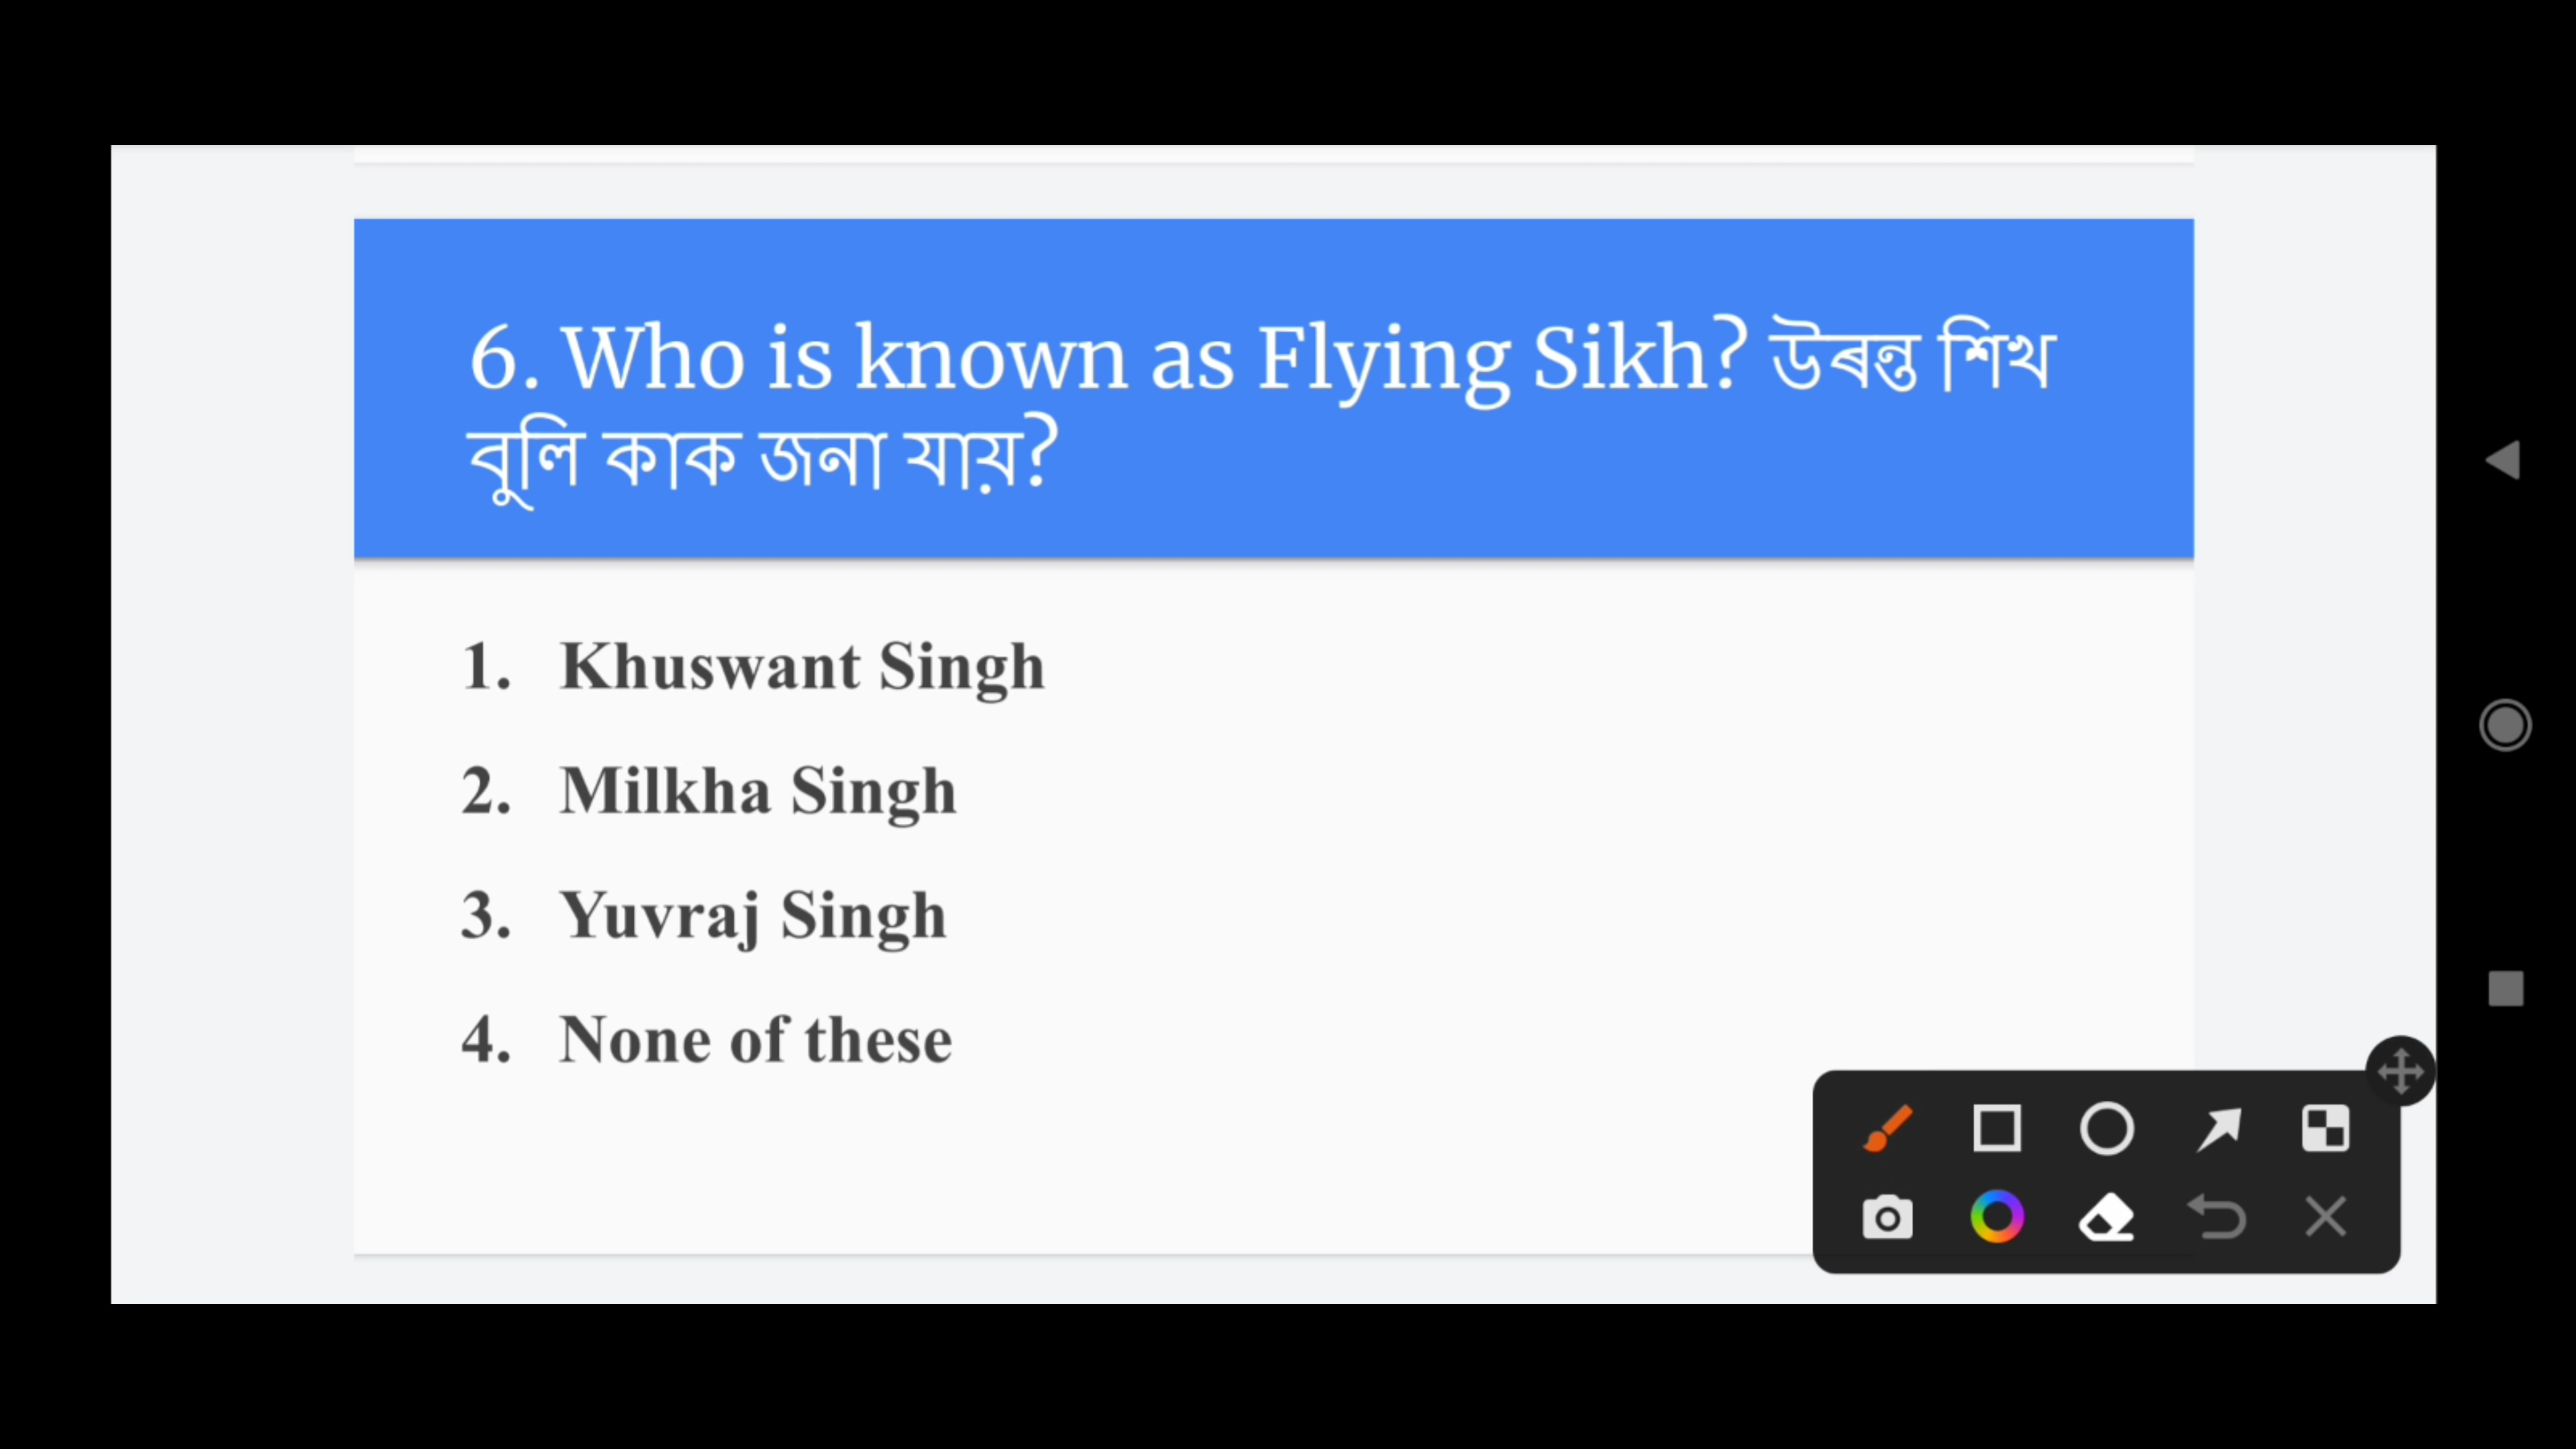 6. Who is known as Flying Sikh? উৰন্ত শিখ
বুলি কাক জনা যায়?
1. Khuswant Singh
2. Milkha Singh
3. Yuvraj Singh
4. None of these